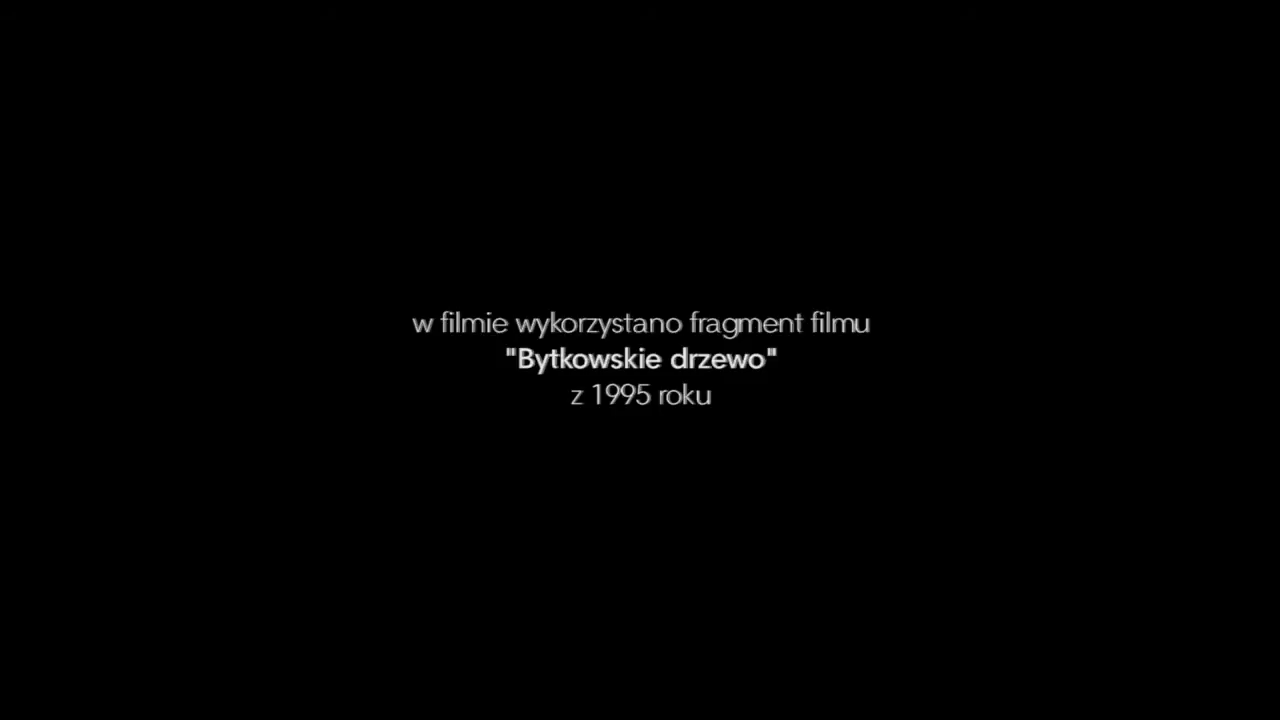 w filmie wykorzystano fragment filmu
"Bytkowskie drzewo"
z 1995 roku